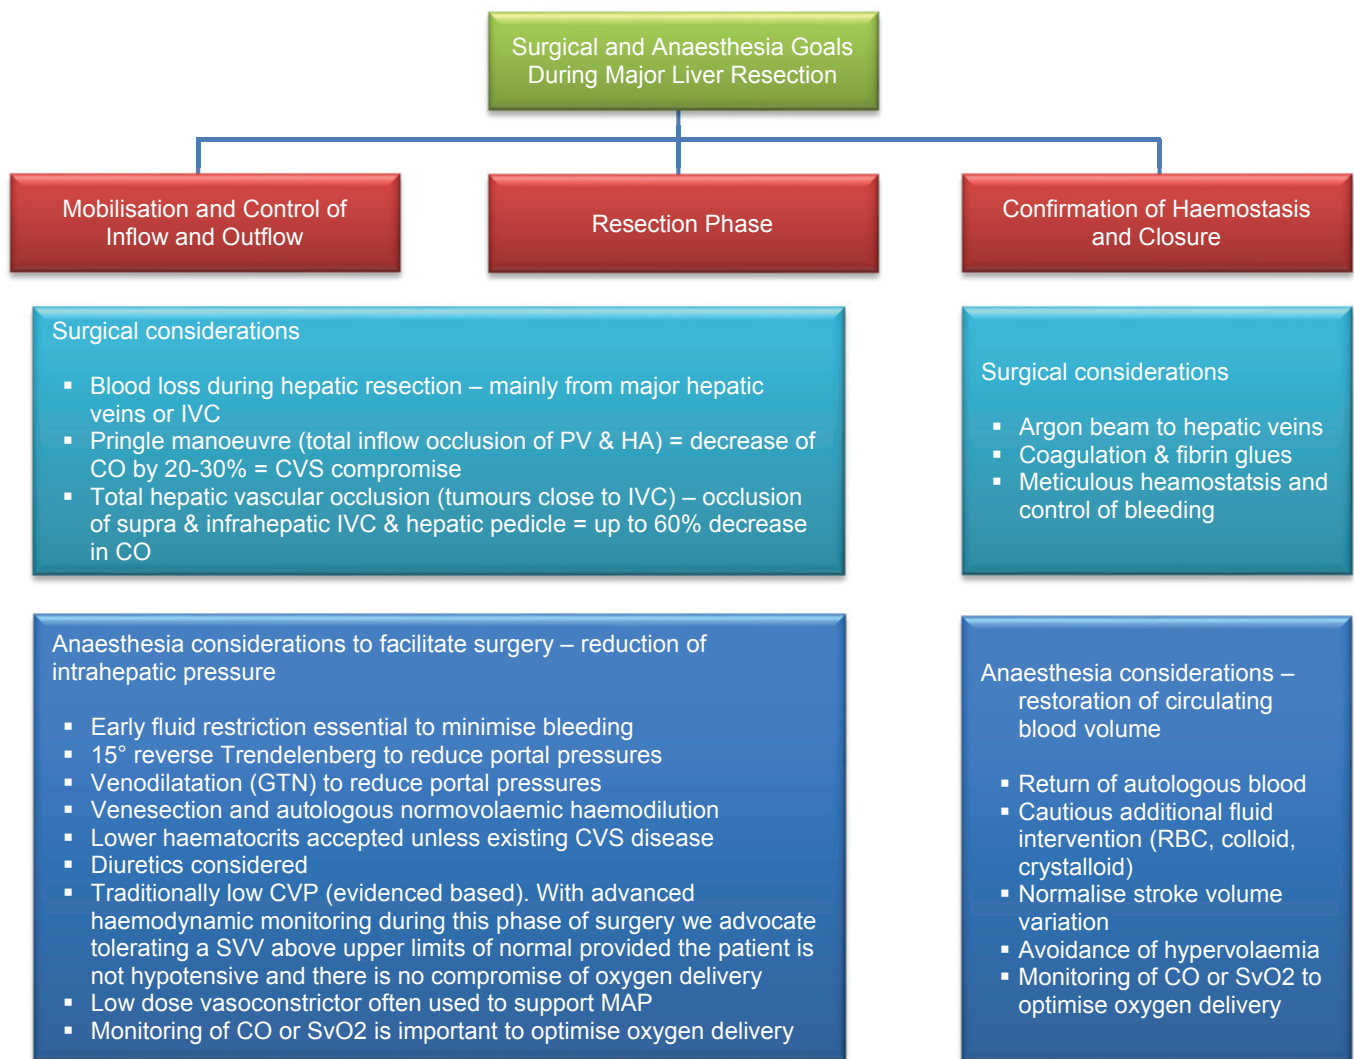 Surgical and Anaesthesia Goals
During Major Liver Resection
Mobilisation and Control of
Inflow and Outflow
Resection Phase
Confirmation of Haemostasis
and Closure
Surgical considerations
▪ Blood loss during hepatic resection – mainly from major hepatic
veins or IVC
▪ Pringle manoeuvre (total inflow occlusion of PV & HA) = decrease of
CO by 20-30% = CVS compromise
▪ Total hepatic vascular occlusion (tumours close to IVC) – occlusion
of supra & infrahepatic IVC & hepatic pedicle = up to 60% decrease
in CO
Surgical considerations
▪ Argon beam to hepatic veins
▪ Coagulation & fibrin glues
▪ Meticulous heamostatsis and
control of bleeding
Anaesthesia considerations to facilitate surgery – reduction of
intrahepatic pressure
▪ Early fluid restriction essential to minimise bleeding
▪ 15° reverse Trendelenberg to reduce portal pressures
▪ Venodilatation (GTN) to reduce portal pressures
▪ Venesection and autologous normovolaemic haemodilution
▪ Lower haematocrits accepted unless existing CVS disease
▪ Diuretics considered
▪ Traditionally low CVP (evidenced based). With advanced
haemodynamic monitoring during this phase of surgery we advocate
tolerating a SVV above upper limits of normal provided the patient is
not hypotensive and there is no compromise of oxygen delivery
▪ Low dose vasoconstrictor often used to support MAP
▪ Monitoring of CO or SvO2 is important to optimise oxygen delivery
Anaesthesia considerations –
restoration of circulating
blood volume
▪ Return of autologous blood
▪ Cautious additional fluid
intervention (RBC, colloid,
crystalloid)
▪ Normalise stroke volume
variation
▪ Avoidance of hypervolaemia
▪ Monitoring of CO or SvO2 to
optimise oxygen delivery